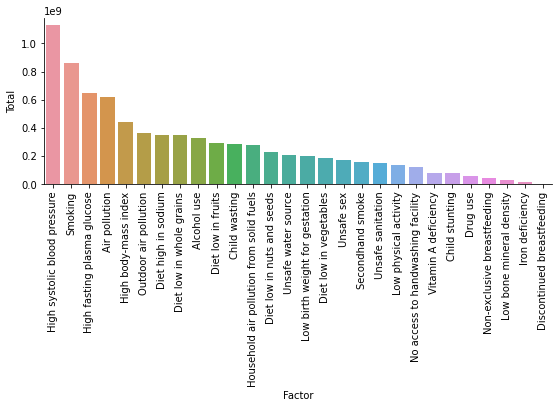 1e9
Total
1.0
0.8
0.6
0.4
0.2
0.0
High systolic blood pressure
Smoking
High fasting plasma glucose
Air pollution
High body-mass index
Outdoor air pollution
Diet high in sodium
Diet low in whole grains
Alcohol use
Diet low in fruits
Child wasting
Household air pollution from solid fuels
Diet low in nuts and seeds
Unsafe water source
Low birth weight for gestation
Diet low in vegetables
Unsafe sex
Secondhand smoke
Unsafe sanitation
Low physical activity
No access to handwashing facility
Vitamin A deficiency
Child stunting
Drug use
Non-exclusive breastfeeding
Low bone mineral density
Iron deficiency
Discontinued breastfeeding
Factor